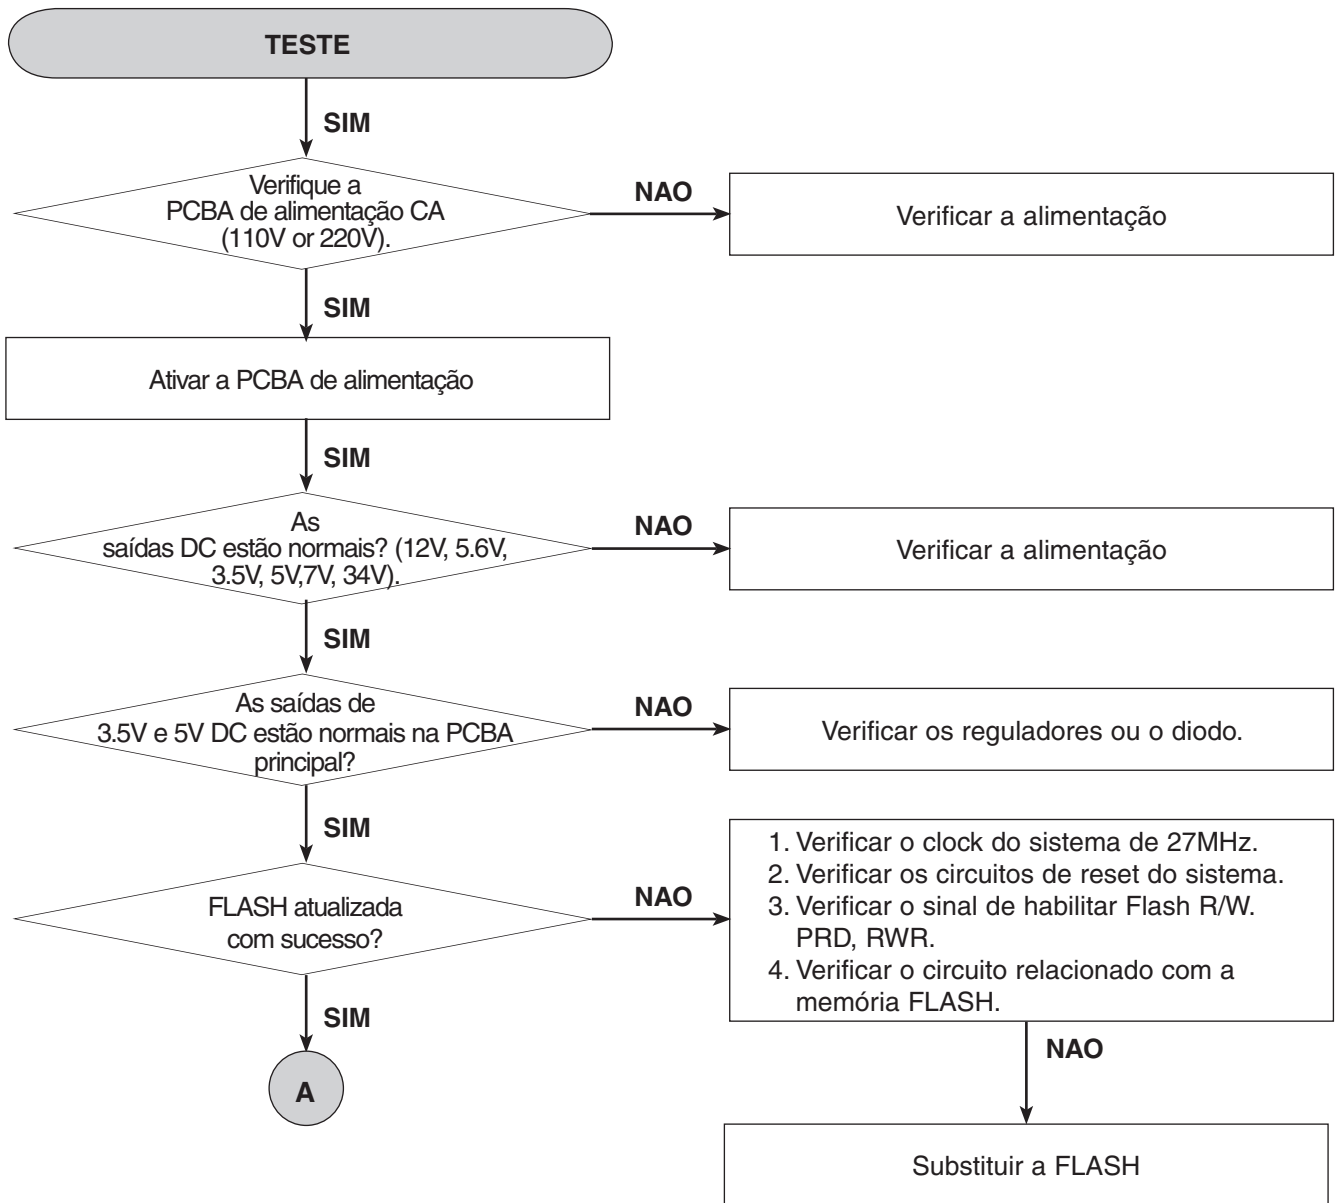 TESTE
SIM
Verifique a
PCBA de alimentação CA
(110V or 220V).
NAO
Verificar a alimentação
SIM
Ativar a PCBA de alimentação
SIM
As
saídas DC estão normais? (12V, 5.6V,
3.5V, 5V,7V, 34V).
NAO
Verificar a alimentação
SIM
As saídas de
3.5V e 5V DC estão normais na PCBA
principal?
NAO
Verificar os reguladores ou o diodo.
SIM
FLASH atualizada
com sucesso?
NAO
1. Verificar o clock do sistema de 27MHz.
2. Verificar os circuitos de reset do sistema.
3. Verificar o sinal de habilitar Flash R/W.
PRD, RWR.
4. Verificar o circuito relacionado com a
memória FLASH.
SIM
A
NAO
Substituir a FLASH